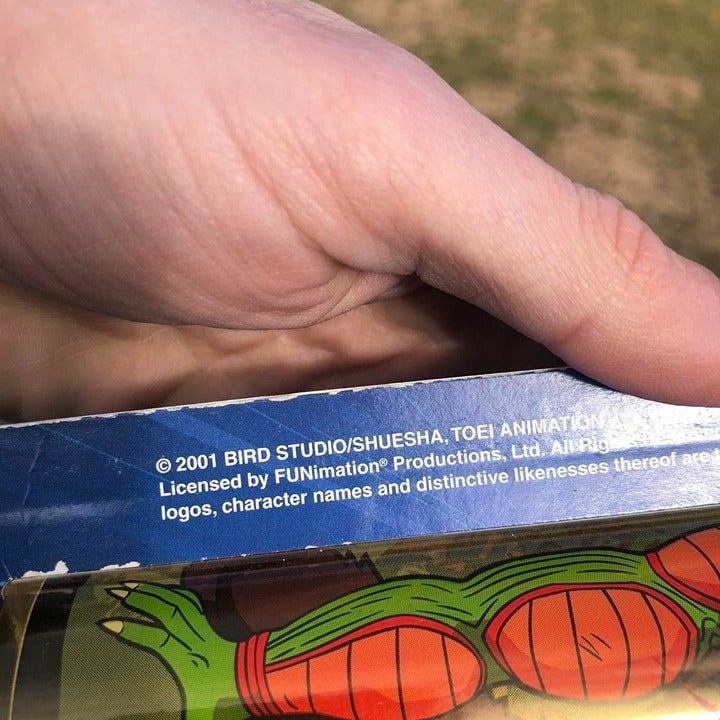 © 2001 BIRD STUDIO/SHUESHA, TOEI ANIMATION
Licensed by FUNimation® Productions, Ltd. All
logos, character names and distinctive likenesses thereof are